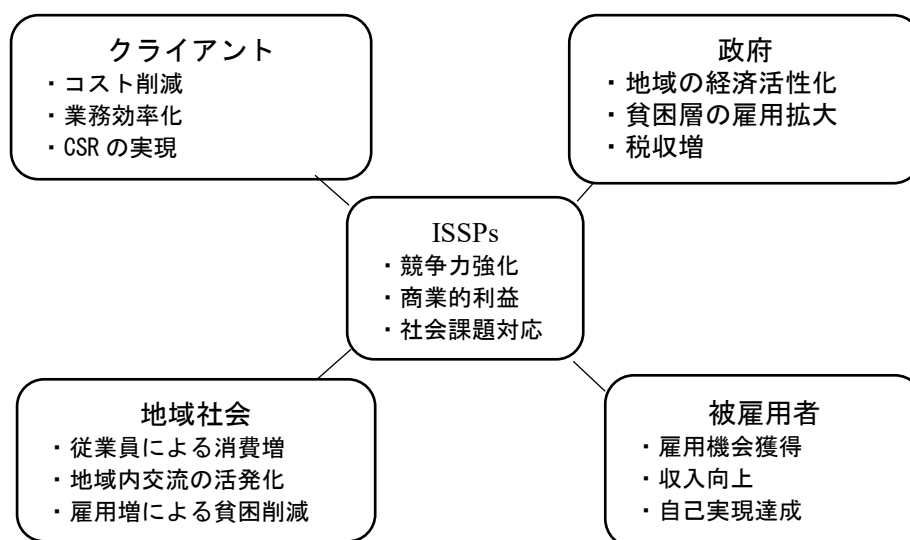 クライアント
・コスト削減
・業務効率化
・CSRの実現
政府
・地域の経済活性化
・貧困層の雇用拡大
・税収増
ISSPs
・競争力強化
・商業的利益
・社会課題対応
地域社会
・従業員による消費増
・地域内交流の活発化
・雇用増による貧困削減
被雇用者
・雇用機会獲得
・収入向上
・自己実現達成